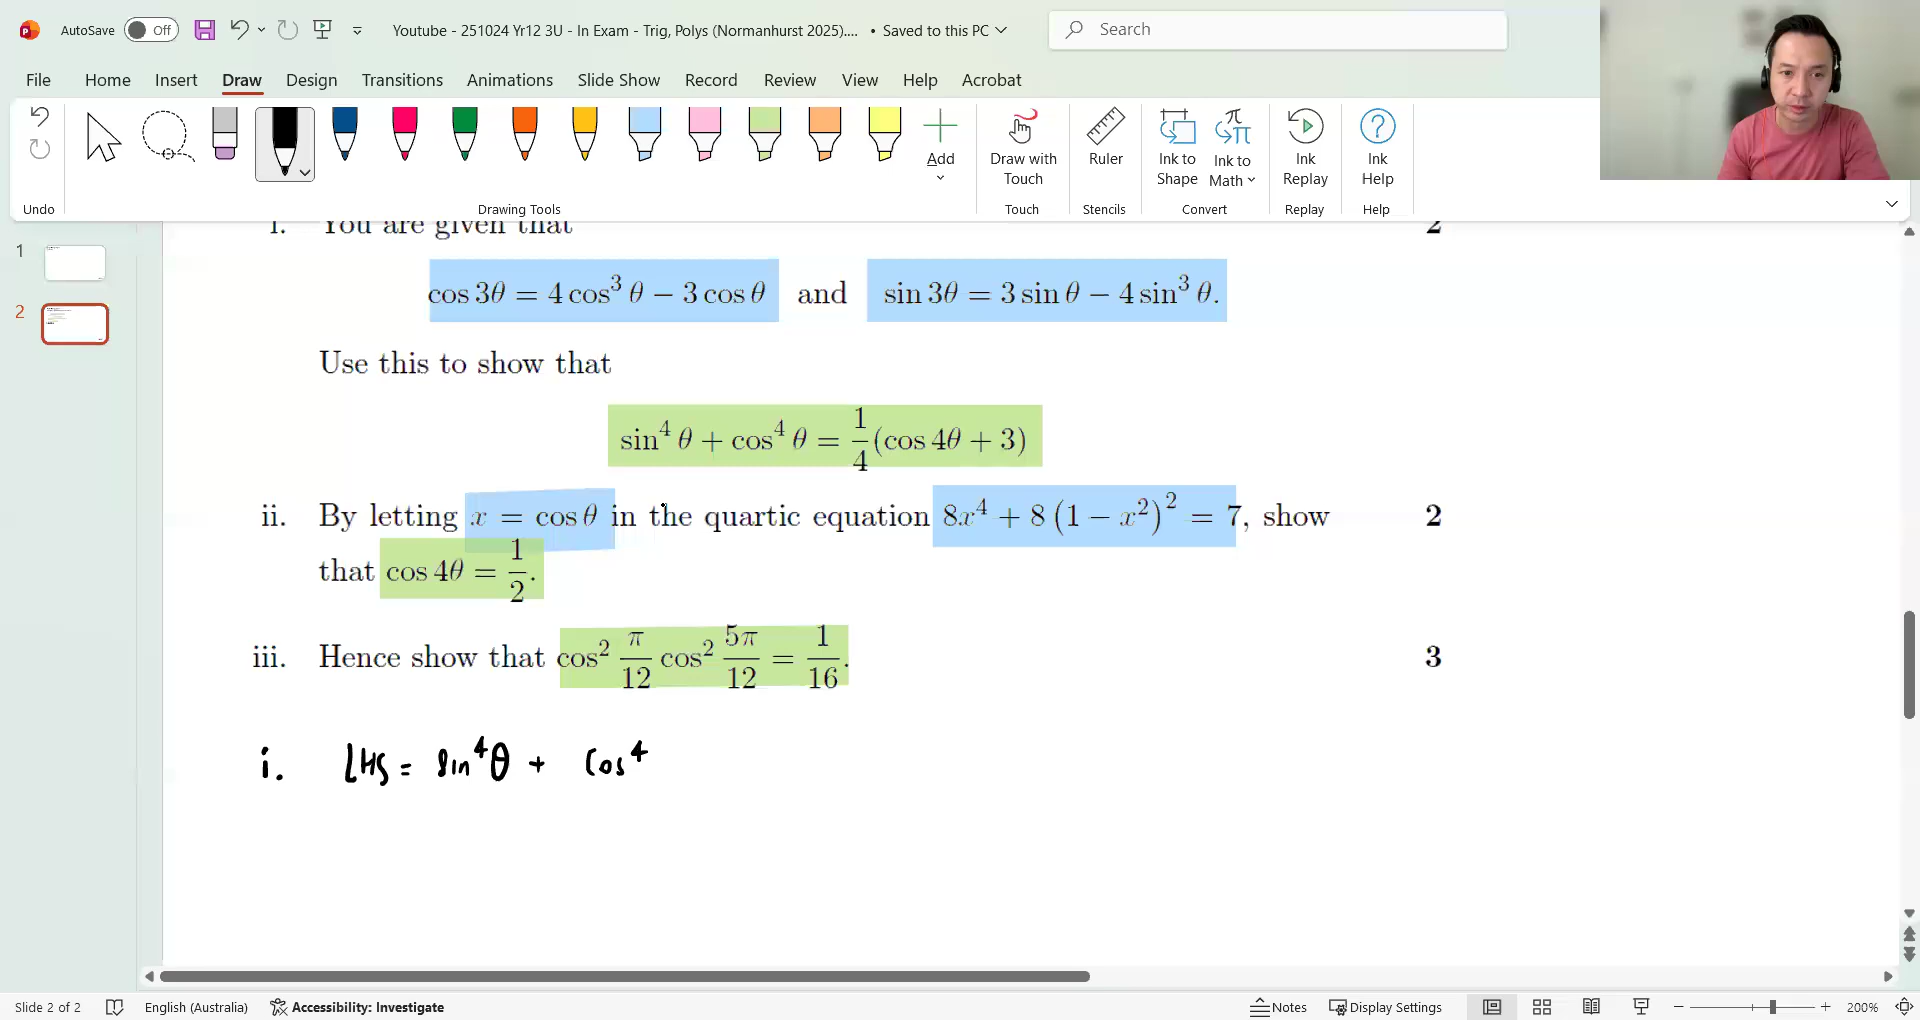 AutoSave Off Youtube - 251024 Yr12 3U - In Exam - Trig, Polys (Normanhurst 2025).... • Saved to this PC Search
File Home Insert Draw Design Transitions Animations Slide Show Record Review View Help Acrobat
Add Draw with Touch Ruler Ink to Shape Ink to Math Ink Replay Ink Help
Undo Drawing Tools Touch Stencils Convert Replay Help
1
2
i. You are given that 2
cos 3θ = 4 cos³ θ − 3 cos θ and sin 3θ = 3 sin θ − 4 sin³ θ.
Use this to show that
sin⁴ θ + cos⁴ θ = 1/4 (cos 4θ + 3)
ii. By letting x = cos θ in the quartic equation 8x⁴ + 8 (1 − x²)² = 7, show 2
that cos 4θ = 1/2.
iii. Hence show that cos² π/12 cos² 5π/12 = 1/16. 3
i. LHS = sin⁴θ + cos⁴
Slide 2 of 2 English (Australia) Accessibility: Investigate Notes Display Settings 200%